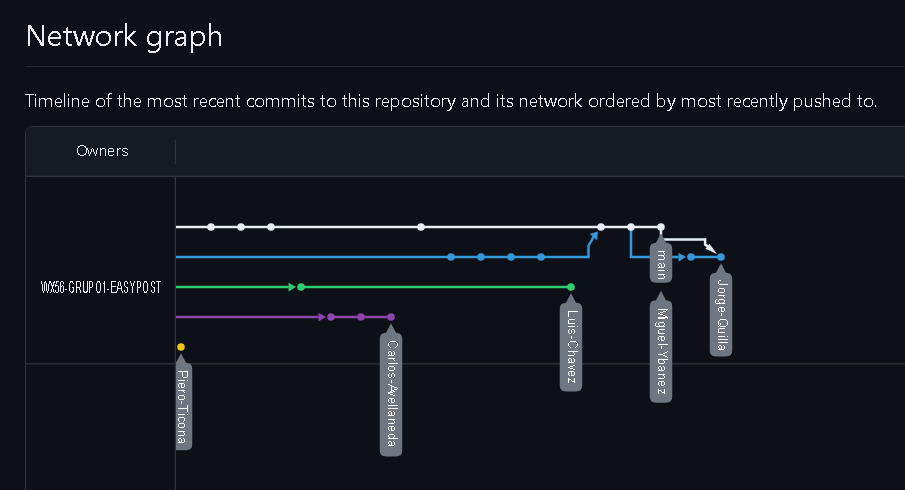 Network graph
Timeline of the most recent commits to this repository and its network ordered by most recently pushed to.
Owners
WX56-GRUPO1-EASYPOST
main
Jorge-Quilla
Luis-Chavez
Miguel-Ybanez
Carlos-Avellaneda
Piero-Ticona